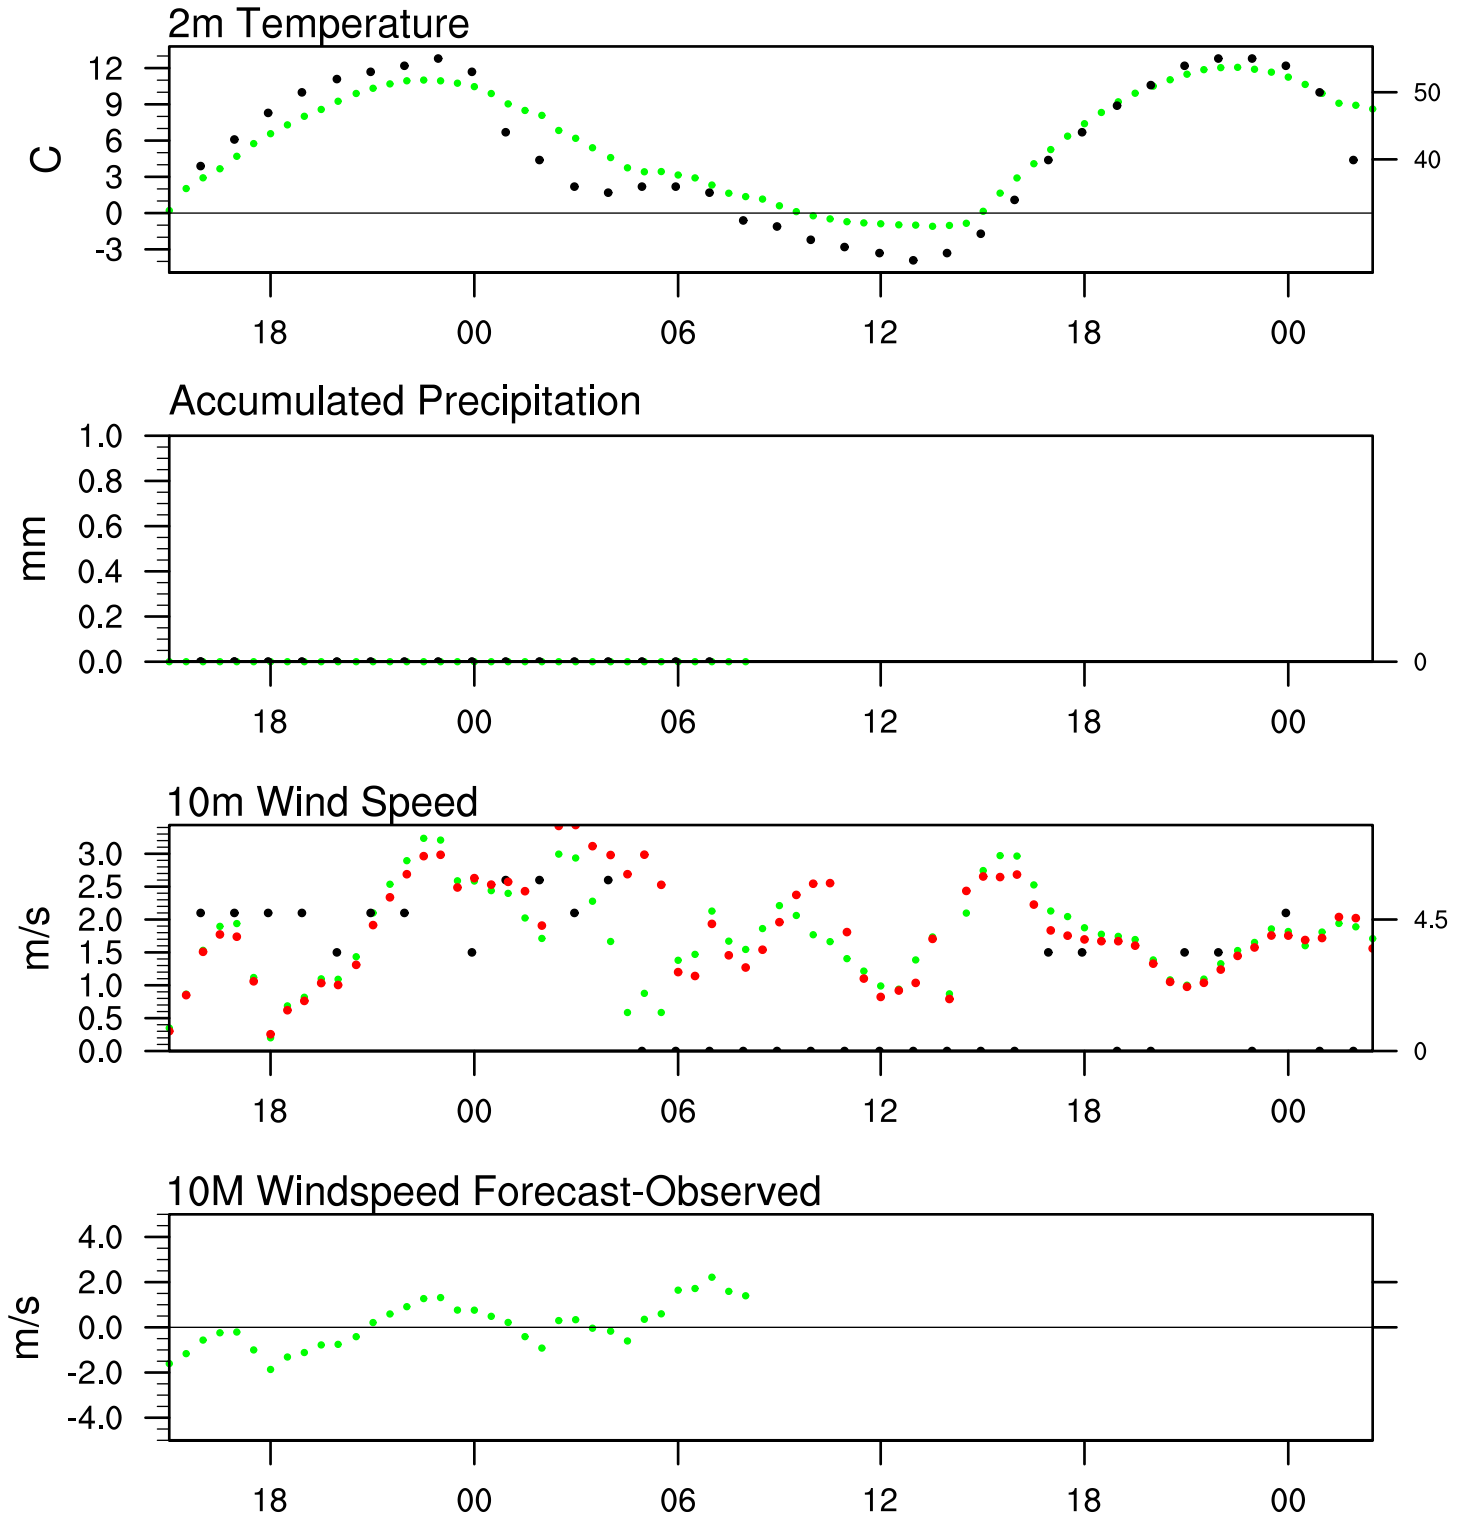 2m Temperature
12
9
6
3
0
-3
C
50
40
18 00 06 12 18 00
Accumulated Precipitation
1.0
0.8
0.6
0.4
0.2
0.0
mm
0
18 00 06 12 18 00
10m Wind Speed
3.0
2.5
2.0
1.5
1.0
0.5
0.0
m/s
4.5
0
18 00 06 12 18 00
10M Windspeed Forecast-Observed
4.0
2.0
0.0
-2.0
-4.0
m/s
18 00 06 12 18 00